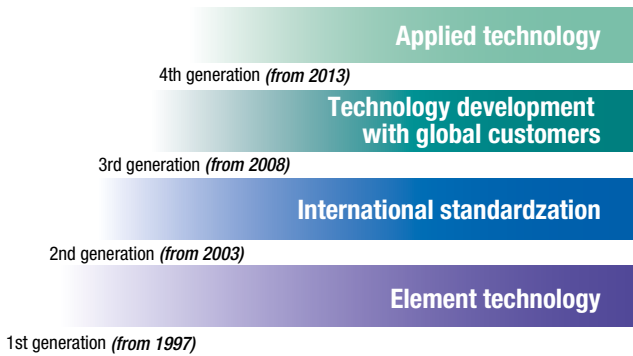 Applied technology
4th generation (from 2013)
Technology development
with global customers
3rd generation (from 2008)
International standardzation
2nd generation (from 2003)
Element technology
1st generation (from 1997)